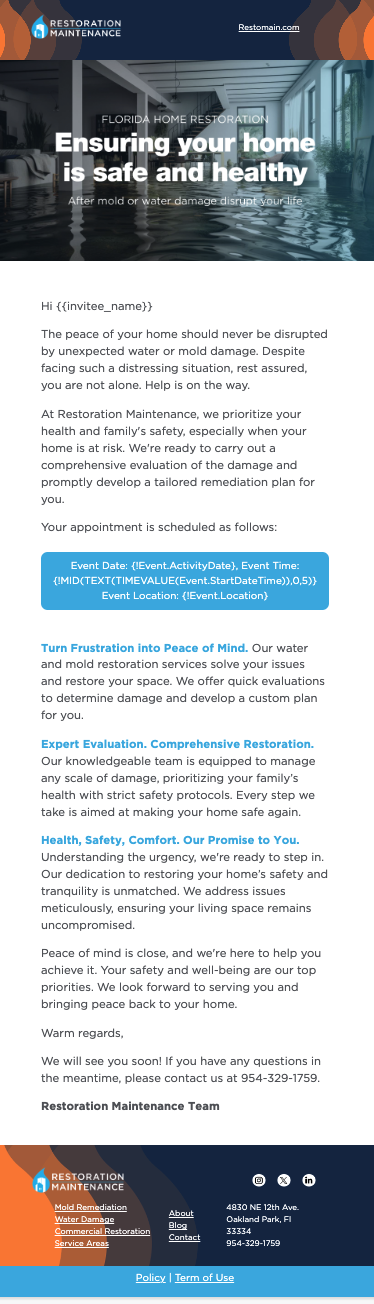 RESTORATION
MAINTENANCE
Restomain.com
FLORIDA HOME RESTORATION
Ensuring your home
is safe and healthy
After mold or water damage disrupt your life
Hi {{invitee_name}}
The peace of your home should never be disrupted
by unexpected water or mold damage. Despite
facing such a distressing situation, rest assured,
you are not alone. Help is on the way.
At Restoration Maintenance, we prioritize your
health and family's safety, especially when your
home is at risk. We're ready to carry out a
comprehensive evaluation of the damage and
promptly develop a tailored remediation plan for
you.
Your appointment is scheduled as follows:
Event Date: {!Event.ActivityDate}, Event Time:
{!MID(TEXT(TIMEVALUE(Event.StartDateTime)),0,5)}
Event Location: {!Event.Location}
Turn Frustration into Peace of Mind. Our water
and mold restoration services solve your issues
and restore your space. We offer quick evaluations
to determine damage and develop a custom plan
for you.
Expert Evaluation. Comprehensive Restoration.
Our knowledgeable team is equipped to manage
any scale of damage, prioritizing your family's
health with strict safety protocols. Every step we
take is aimed at making your home safe again.
Health, Safety, Comfort. Our Promise to You.
Understanding the urgency, we're ready to step in.
Our dedication to restoring your home's safety and
tranquility is unmatched. We address issues
meticulously, ensuring your living space remains
uncompromised.
Peace of mind is close, and we're here to help you
achieve it. Your safety and well-being are our top
priorities. We look forward to serving you and
bringing peace back to your home.
Warm regards,
We will see you soon! If you have any questions in
the meantime, please contact us at 954-329-1759.
Restoration Maintenance Team
RESTORATION
MAINTENANCE
Mold Remediation
Water Damage
Commercial Restoration
Service Areas
About
Blog
Contact
4830 NE 12th Ave.
Oakland Park, Fl
33334
954-329-1759
Policy | Term of Use